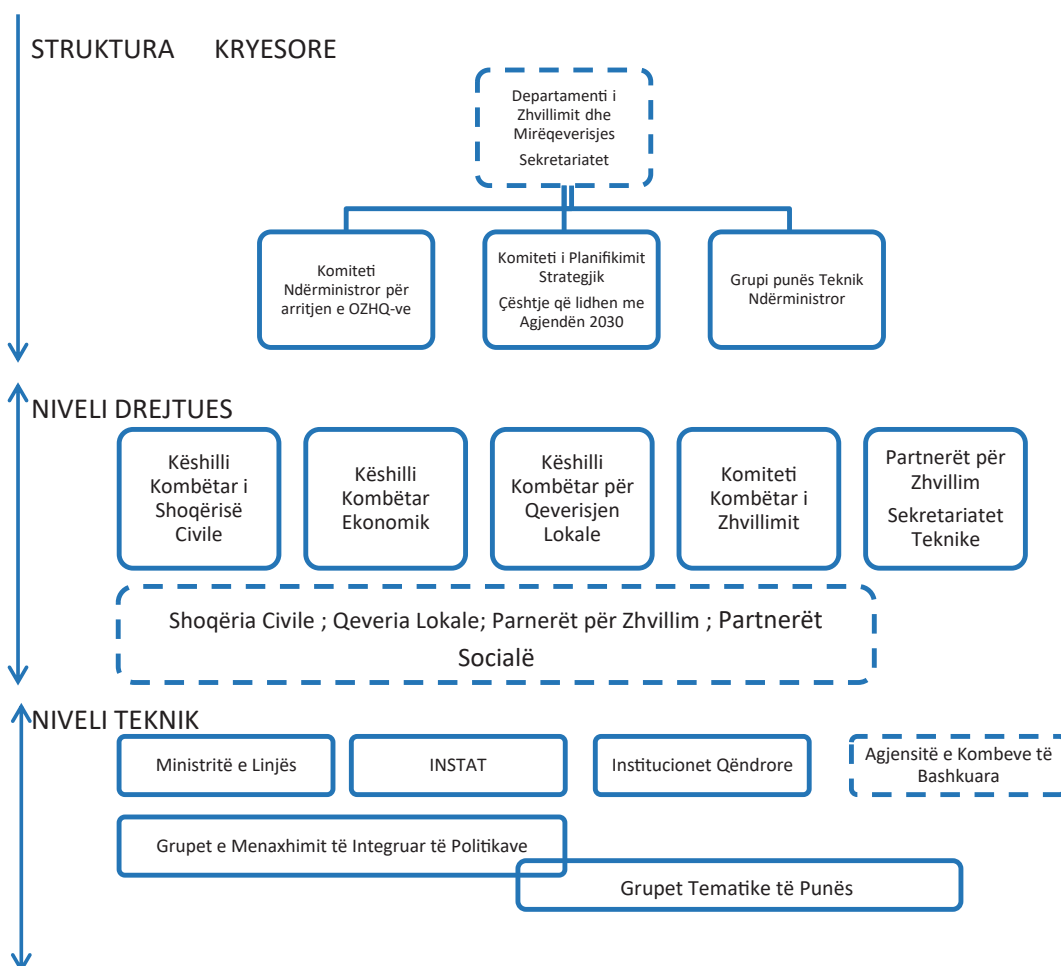 STRUKTURA KRYESORE
Departamenti i
Zhvillimit dhe
Mirëqeverisjes
Sekretariatet
Komiteti
Ndërministror për
arritjen e OZHQ-ve
Komiteti i Planifikimit
Strategjik
Çështje që lidhen me
Agjendën 2030
Grupi punës Teknik
Ndërministror
NIVELI DREJTUES
Këshilli
Kombëtar i
Shoqërisë
Civile
Këshilli
Kombëtar
Ekonomik
Këshilli
Kombëtar për
Qeverisjen
Lokale
Komiteti
Kombëtar i
Zhvillimit
Partnerët për
Zhvillim
Sekretariatet
Teknike
Shoqëria Civile ; Qeveria Lokale; Parnerët për Zhvillim ; Partnerët
Socialë
NIVELI TEKNIK
Ministritë e Linjës
INSTAT
Institucionet Qëndrore
Agjensitë e Kombeve të
Bashkuara
Grupet e Menaxhimit të Integruar të Politikave
Grupet Tematike të Punës